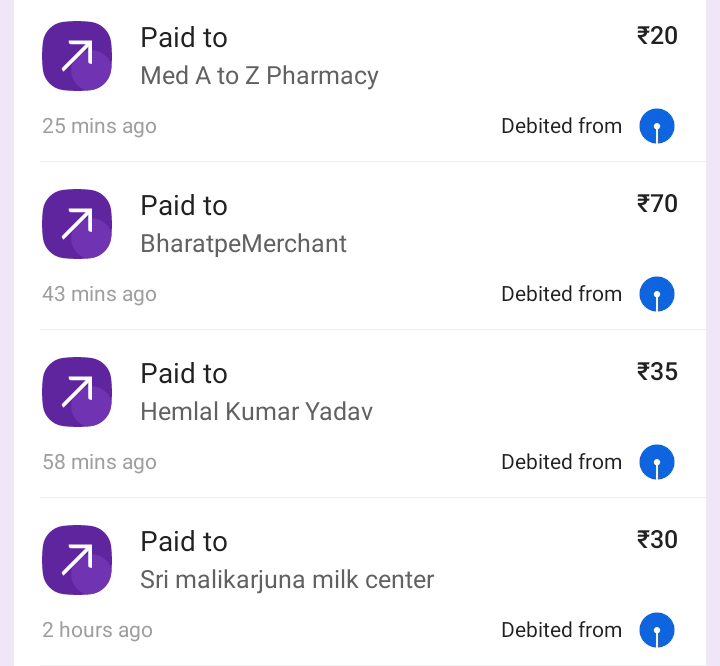 Paid to
₹20
Med A to Z Pharmacy
25 mins ago
Debited from
Paid to
₹70
BharatpeMerchant
43 mins ago
Debited from
Paid to
₹35
Hemlal Kumar Yadav
58 mins ago
Debited from
Paid to
₹30
Sri malikarjuna milk center
2 hours ago
Debited from